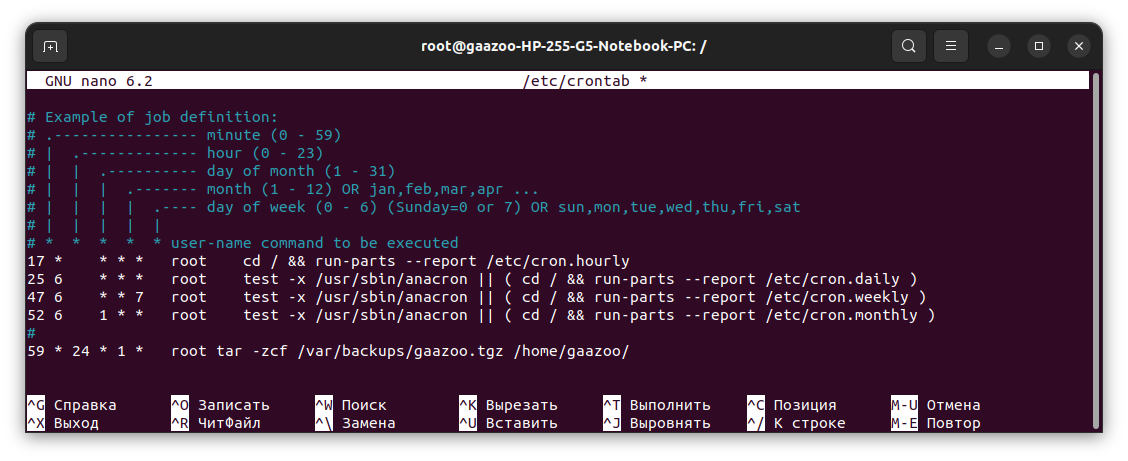 root@gaazoo-HP-255-G5-Notebook-PC: /
GNU nano 6.2 /etc/crontab *
# Example of job definition:
# .---------------- minute (0 - 59)
# |  .------------- hour (0 - 23)
# |  |  .---------- day of month (1 - 31)
# |  |  |  .------- month (1 - 12) OR jan,feb,mar,apr ...
# |  |  |  |  .---- day of week (0 - 6) (Sunday=0 or 7) OR sun,mon,tue,wed,thu,fri,sat
# |  |  |  |  |
# *  *  *  *  * user-name command to be executed
17 *    * * *   root    cd / && run-parts --report /etc/cron.hourly
25 6    * * *   root    test -x /usr/sbin/anacron || ( cd / && run-parts --report /etc/cron.daily )
47 6    * * 7   root    test -x /usr/sbin/anacron || ( cd / && run-parts --report /etc/cron.weekly )
52 6    1 * *   root    test -x /usr/sbin/anacron || ( cd / && run-parts --report /etc/cron.monthly )
#
59 * 24 * 1 *   root tar -zcf /var/backups/gaazoo.tgz /home/gaazoo/
^G Справка ^O Записать ^W Поиск ^K Вырезать ^T Выполнить ^C Позиция M-U Отмена
^X Выход ^R ЧитФайл ^\ Замена ^U Вставить ^J Выровнять ^/ К строке M-E Повтор